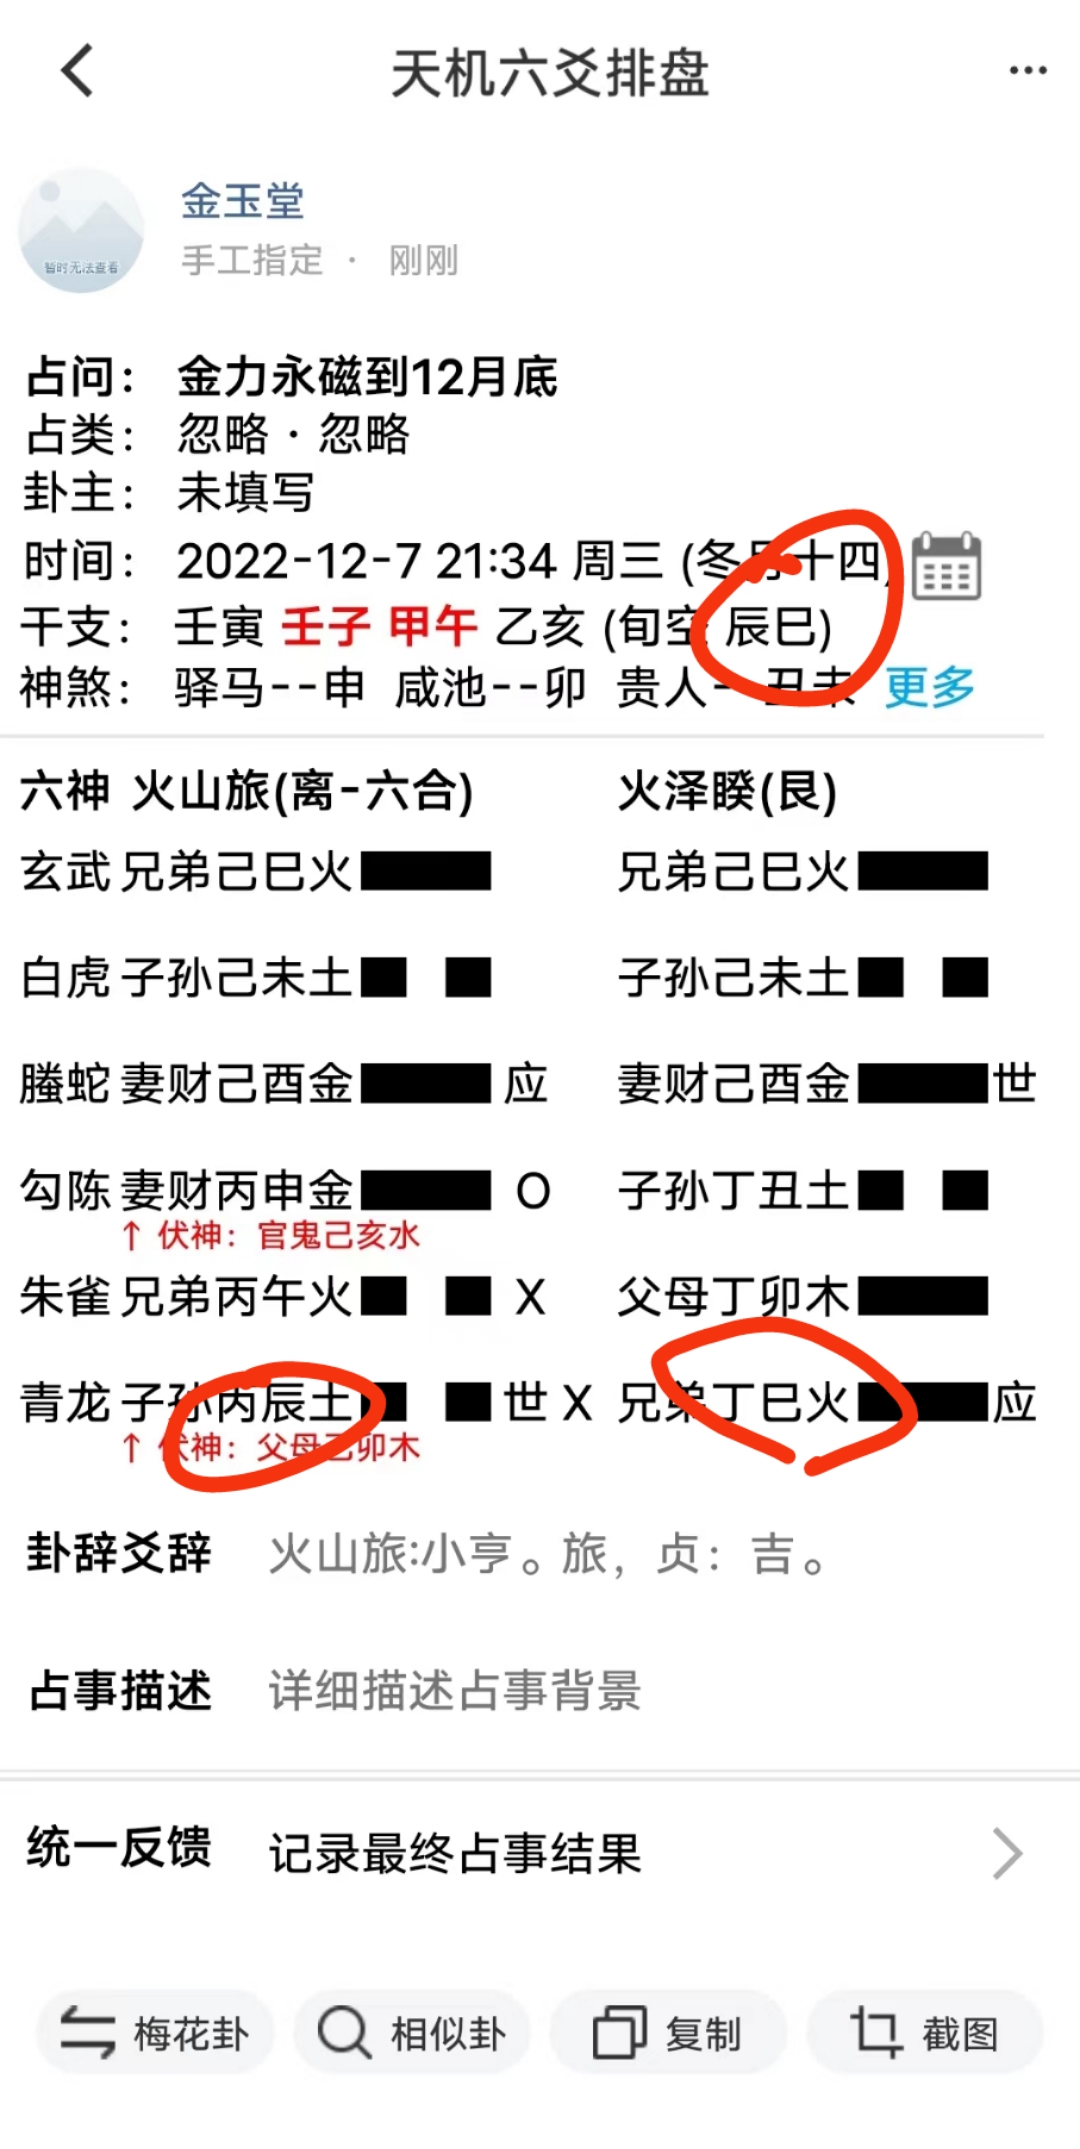 天机六爻排盘
金玉堂
手工指定 · 刚刚
暂时无法查看
占问： 金力永磁到12月底
占类： 忽略 · 忽略
卦主： 未填写
时间： 2022-12-7 21:34 周三 (冬月十四)
干支： 壬寅 壬子 甲午 乙亥 (旬空 辰巳)
神煞： 驿马--申 咸池--卯 贵人--丑未 更多
六神 火山旅(离-六合) 火泽睽(艮)
玄武 兄弟己巳火 兄弟己巳火
白虎 子孙己未土 子孙己未土
螣蛇 妻财己酉金 应 妻财己酉金 世
勾陈 妻财丙申金 O 子孙丁丑土
↑ 伏神：官鬼己亥水
朱雀 兄弟丙午火 X 父母丁卯木
青龙 子孙丙辰土 世 X 兄弟丁巳火 应
↑ 伏神：父母己卯木
卦辞爻辞 火山旅:小亨。旅，贞：吉。
占事描述 详细描述占事背景
统一反馈 记录最终占事结果
梅花卦 相似卦 复制 截图